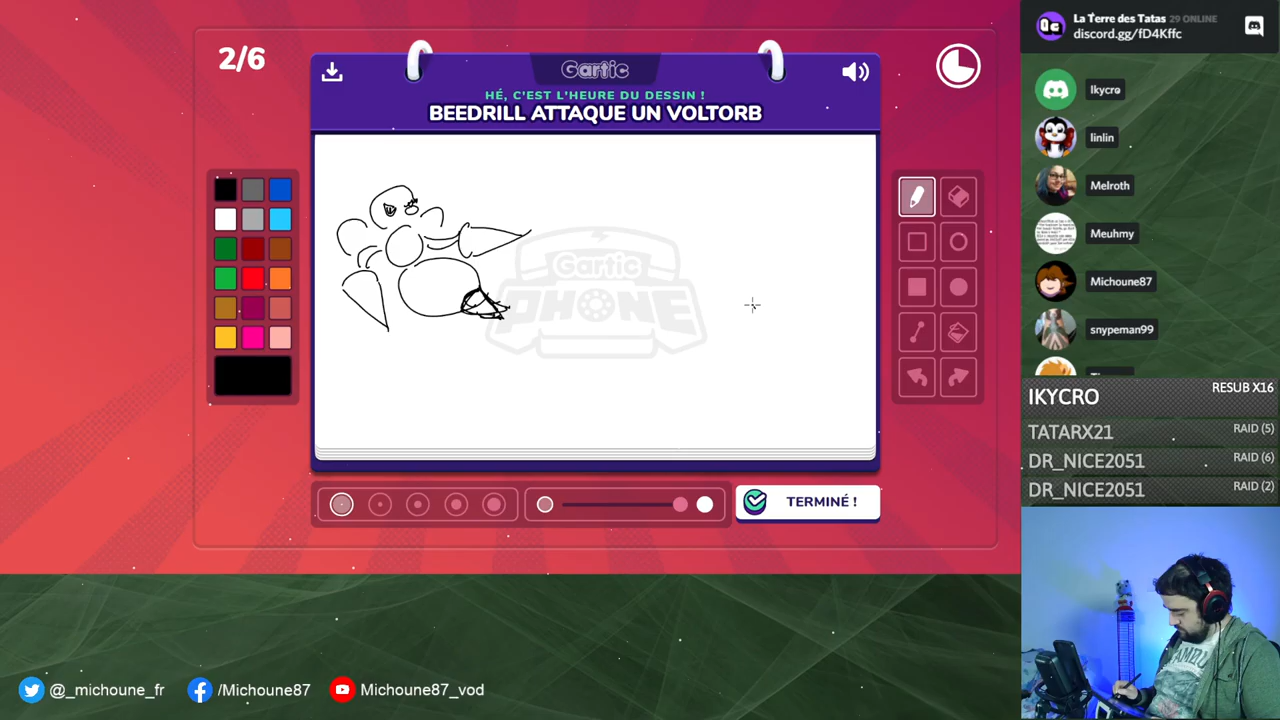 2/6
Gartic
HÉ, C'EST L'HEURE DU DESSIN !
BEEDRILL ATTAQUE UN VOLTORB
Gartic
PHONE
TERMINÉ !
La Terre des Tatas 29 ONLINE
discord.gg/fD4Kffc
Ikycro
linlin
Melroth
Meuhmy
Michoune87
snypeman99
IKYCRO RESUB X16
TATARX21 RAID (5)
DR_NICE2051 RAID (6)
DR_NICE2051 RAID (2)
@_michoune_fr
/Michoune87
Michoune87_vod